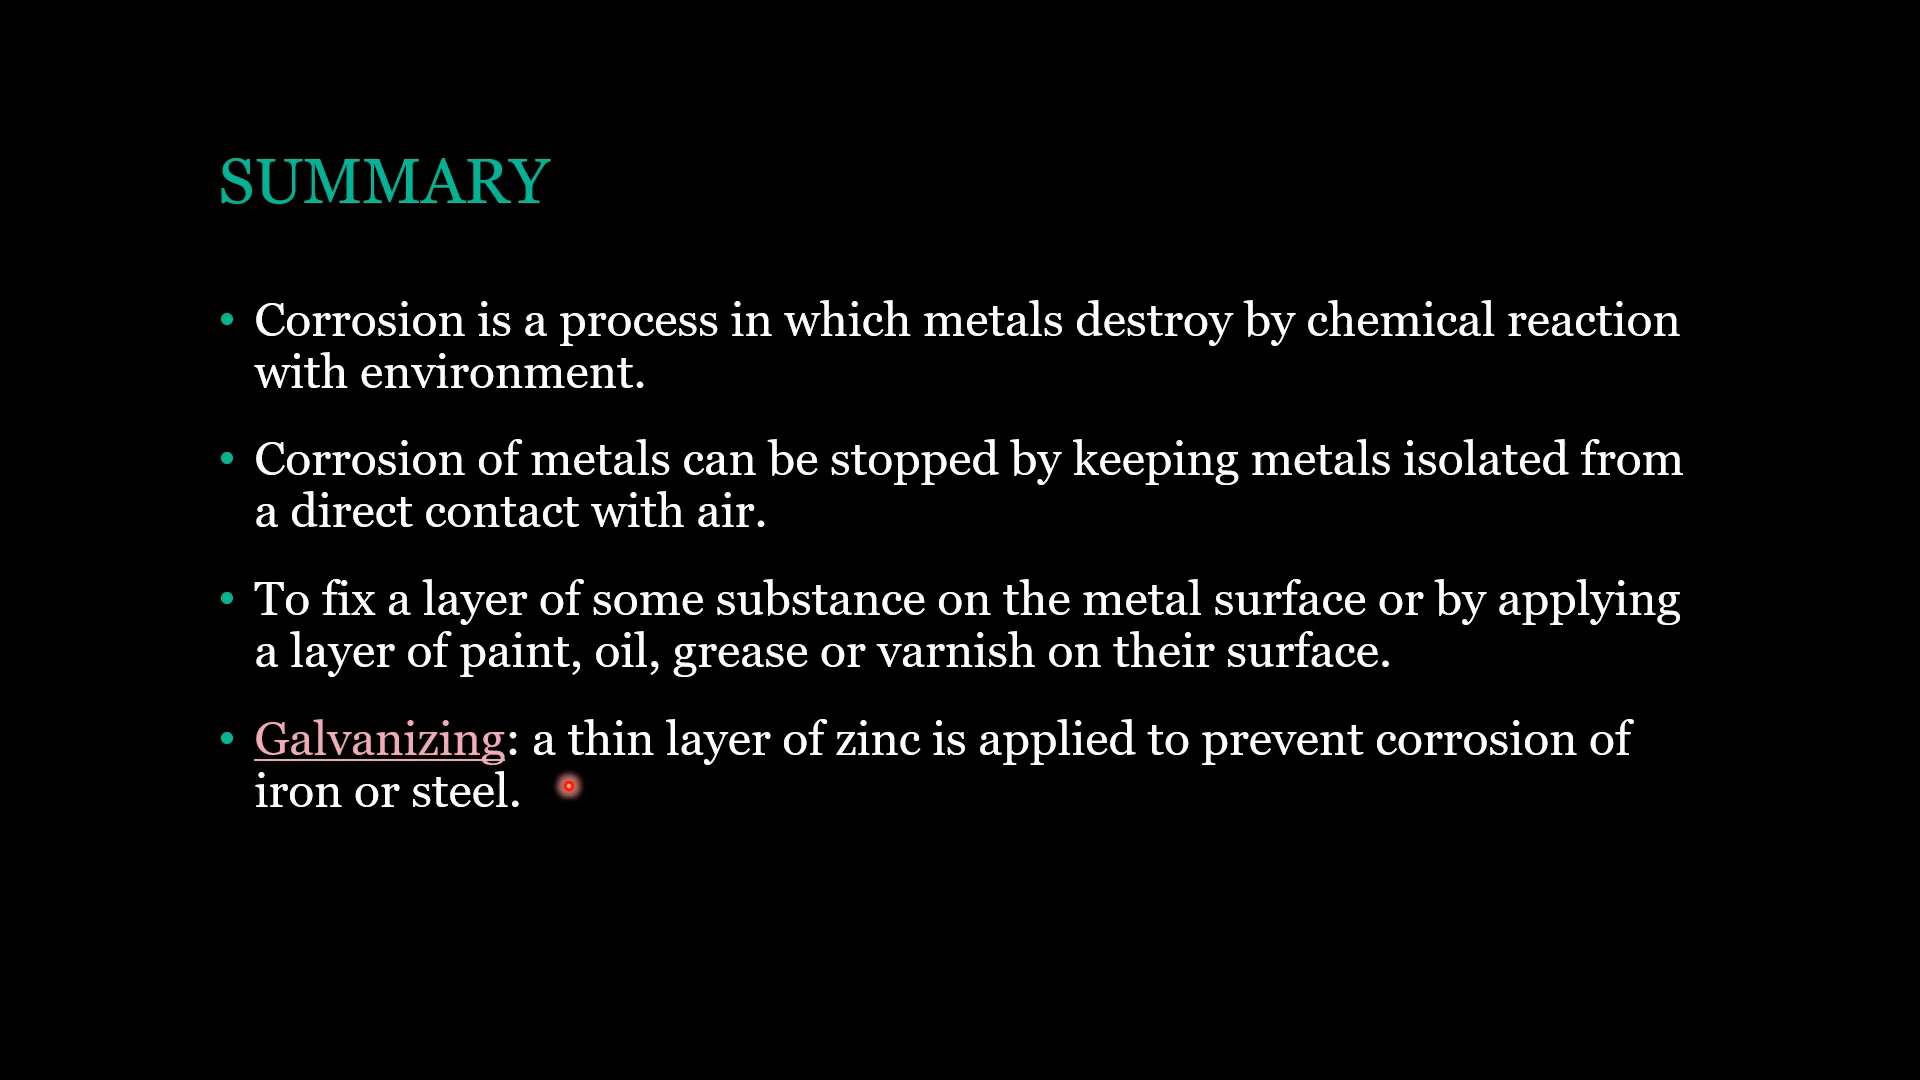 SUMMARY
• Corrosion is a process in which metals destroy by chemical reaction
with environment.
• Corrosion of metals can be stopped by keeping metals isolated from
a direct contact with air.
• To fix a layer of some substance on the metal surface or by applying
a layer of paint, oil, grease or varnish on their surface.
• Galvanizing: a thin layer of zinc is applied to prevent corrosion of
iron or steel.